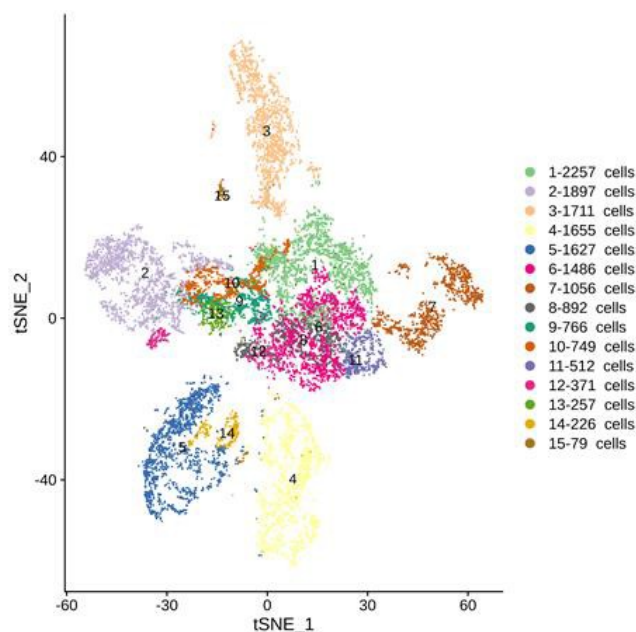 40
0
-40
-60
-30
0
30
60
tSNE_1
tSNE_2
3
15
1
2
10
9
13
7
6
8
12
11
14
5
4
1-2257 cells
2-1897 cells
3-1711 cells
4-1655 cells
5-1627 cells
6-1486 cells
7-1056 cells
8-892 cells
9-766 cells
10-749 cells
11-512 cells
12-371 cells
13-257 cells
14-226 cells
15-79 cells